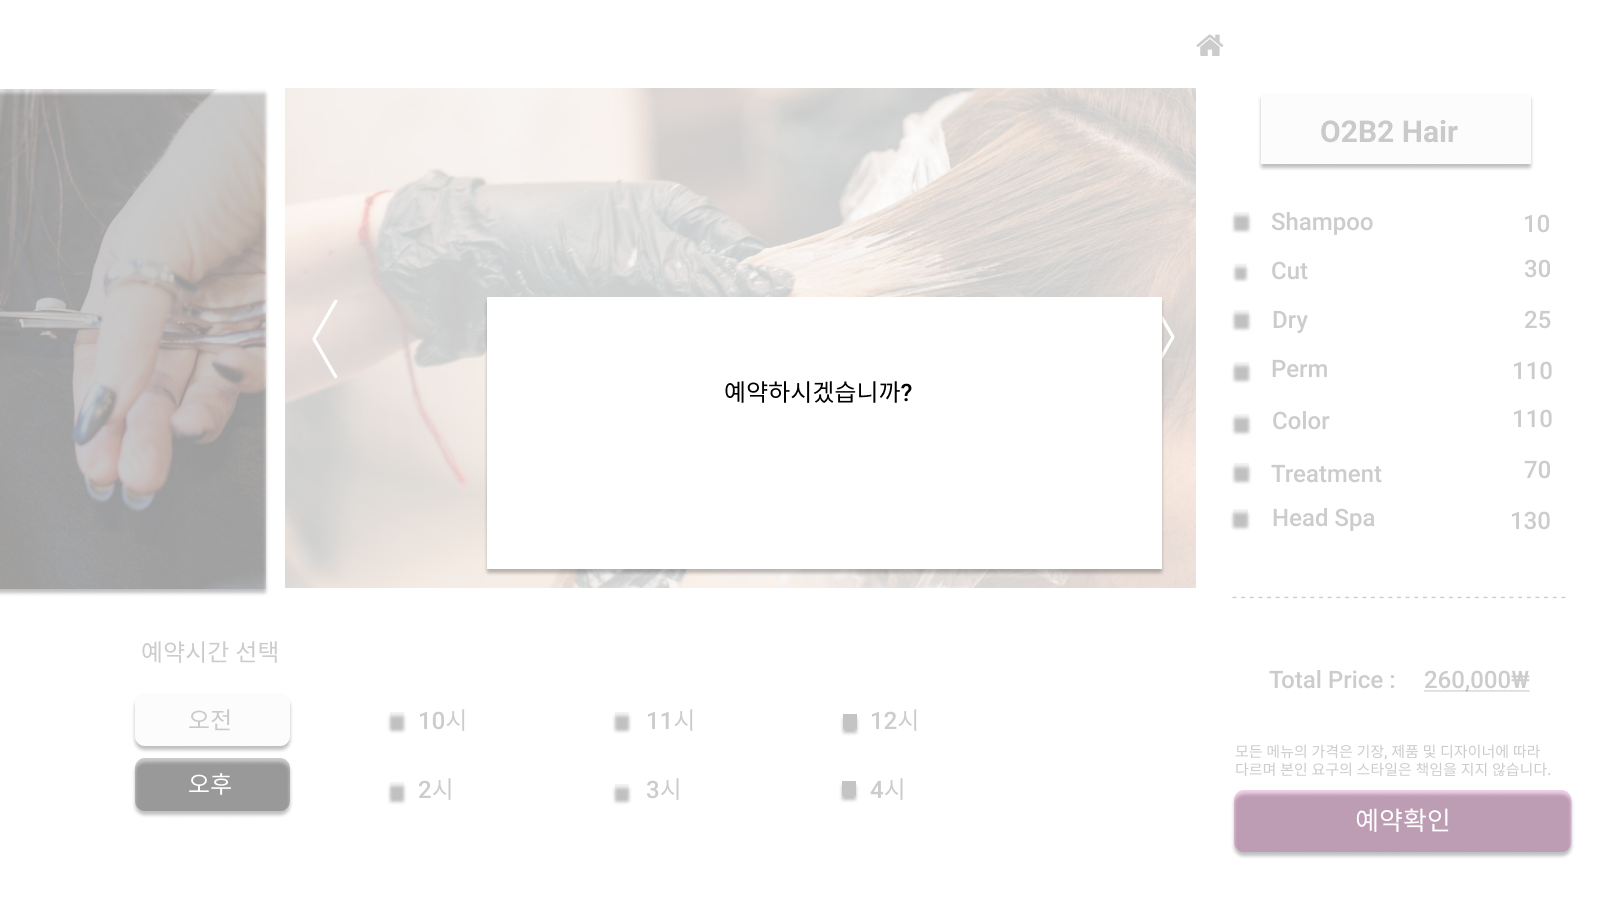 O2B2 Hair
Shampoo 10
Cut 30
Dry 25
Perm 110
Color 110
Treatment 70
Head Spa 130
예약하시겠습니까?
예약시간 선택
오전
10시 11시 12시
오후
2시 3시 4시
Total Price : 260,000₩
모든 메뉴의 가격은 기장, 제품 및 디자이너에 따라
다르며 본인 요구의 스타일은 책임을 지지 않습니다.
예약확인